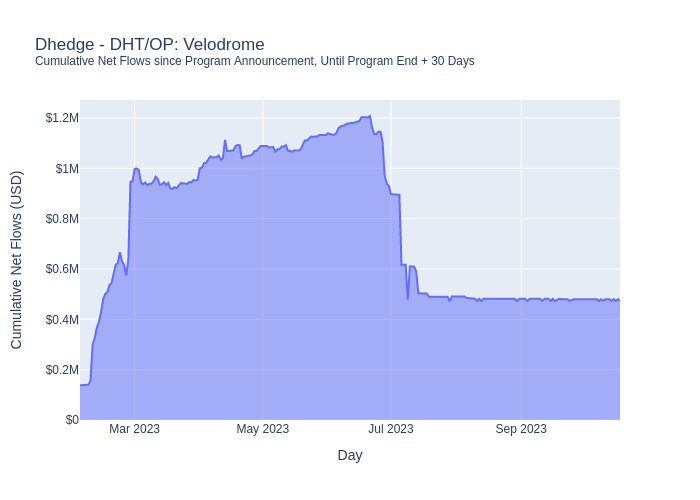 Dhedge - DHT/OP: Velodrome
Cumulative Net Flows since Program Announcement, Until Program End + 30 Days
Cumulative Net Flows (USD)
$1.2M
$1M
$0.8M
$0.6M
$0.4M
$0.2M
$0
Mar 2023 May 2023 Jul 2023 Sep 2023
Day